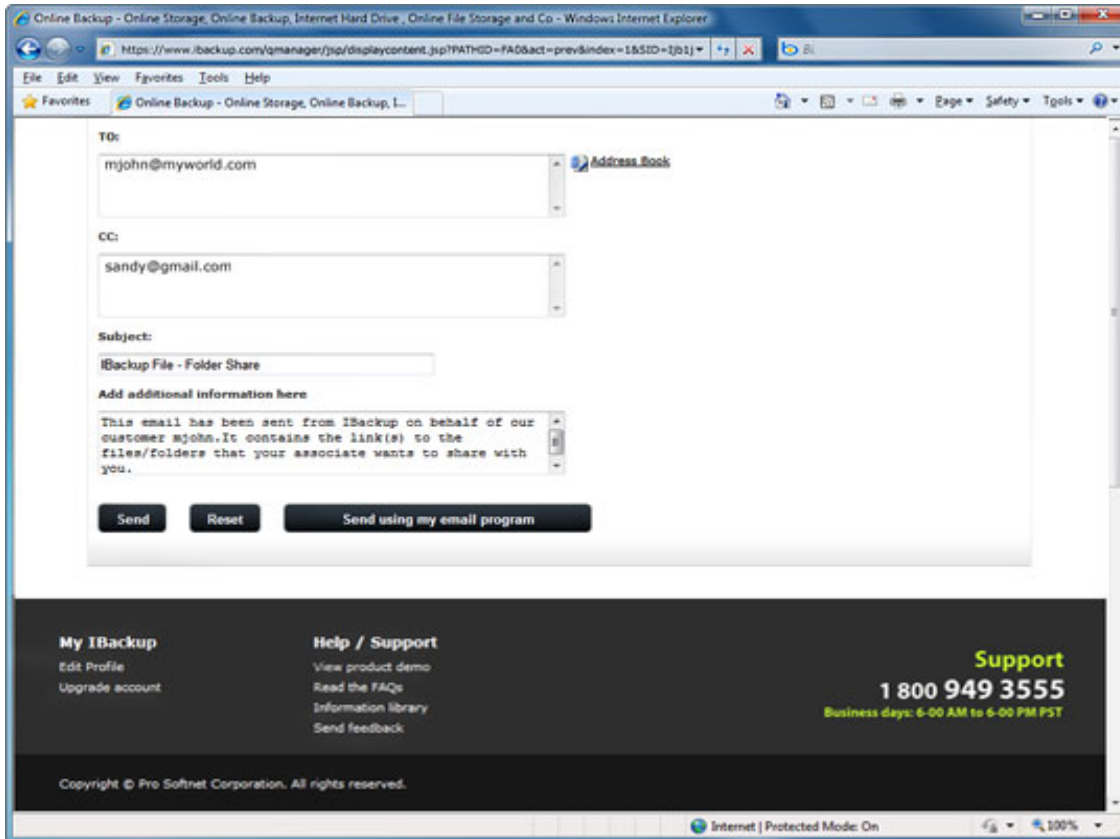 Online Backup - Online Storage, Online Backup, Internet Hard Drive , Online File Storage and Co - Windows Internet Explorer
https://www.ibackup.com/qmanager/jsp/displaycontent.jsp?PATHID=FA0&act=prev&index=1&SID=
File Edit View Favorites Tools Help
Favorites Online Backup - Online Storage, Online Backup, I... Page Safety Tools
TO:
mjohn@myworld.com
Address Book
CC:
sandy@gmail.com
Subject:
IBackup File - Folder Share
Add additional information here
This email has been sent from IBackup on behalf of our
customer mjohn.It contains the link(s) to the
files/folders that your associate wants to share with
you.
Send Reset Send using my email program
My IBackup
Edit Profile
Upgrade account
Help / Support
View product demo
Read the FAQs
Information library
Send feedback
Support
1 800 949 3555
Business days: 6-00 AM to 6-00 PM PST
Copyright © Pro Softnet Corporation. All rights reserved.
Internet | Protected Mode: On 100%